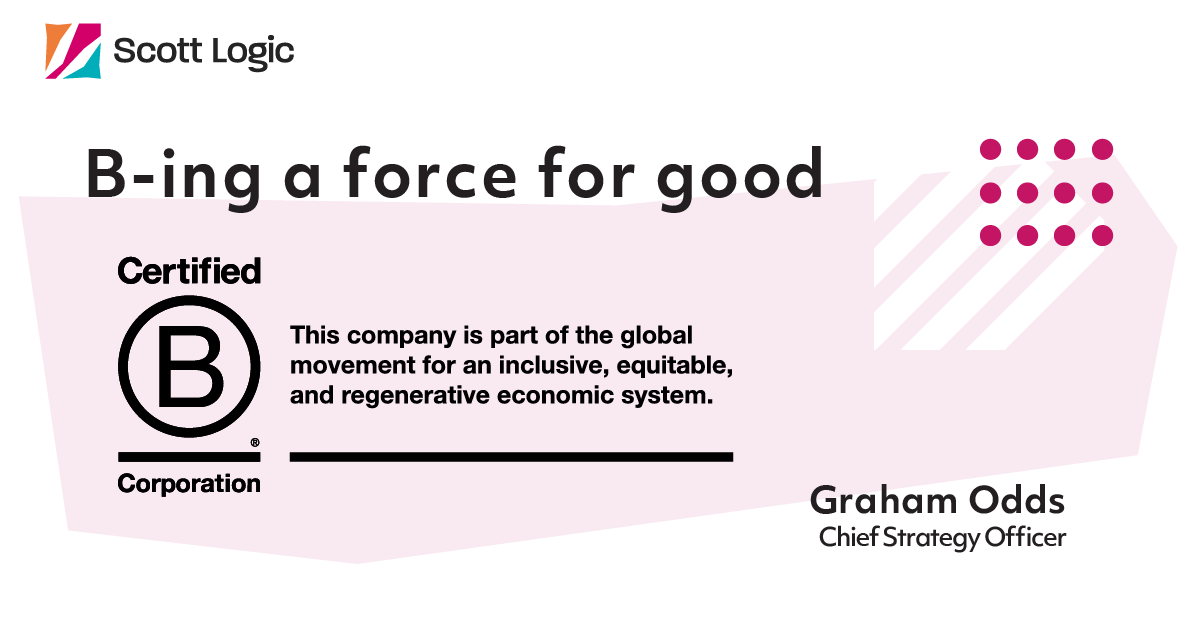 Scott Logic
B-ing a force for good
Certified
B
®
Corporation
This company is part of the global
movement for an inclusive, equitable,
and regenerative economic system.
Graham Odds
Chief Strategy Officer